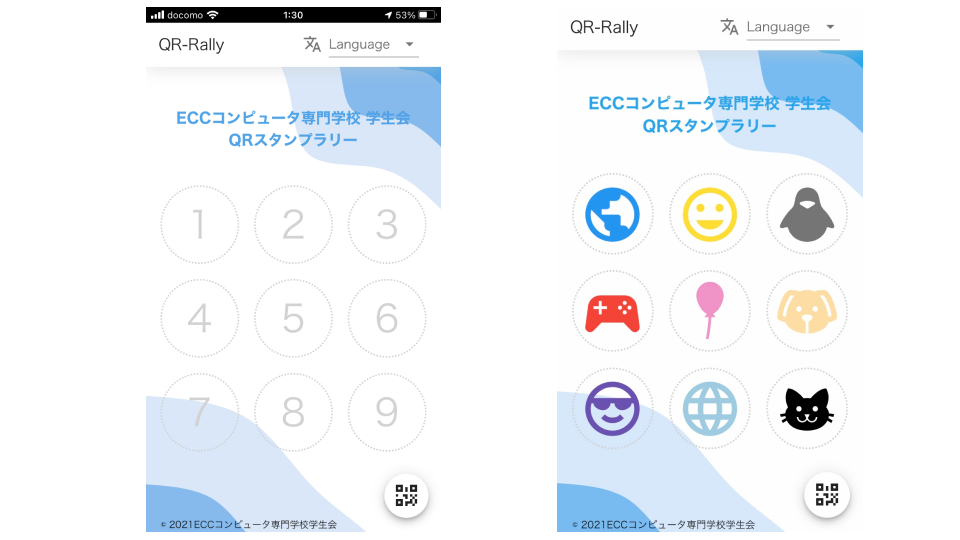 docomo 1:30 53%
QR-Rally Language
ECCコンピュータ専門学校 学生会
QRスタンプラリー
1 2 3
4 5 6
7 8 9
© 2021ECCコンピュータ専門学校学生会
QR-Rally Language
ECCコンピュータ専門学校 学生会
QRスタンプラリー
© 2021ECCコンピュータ専門学校学生会